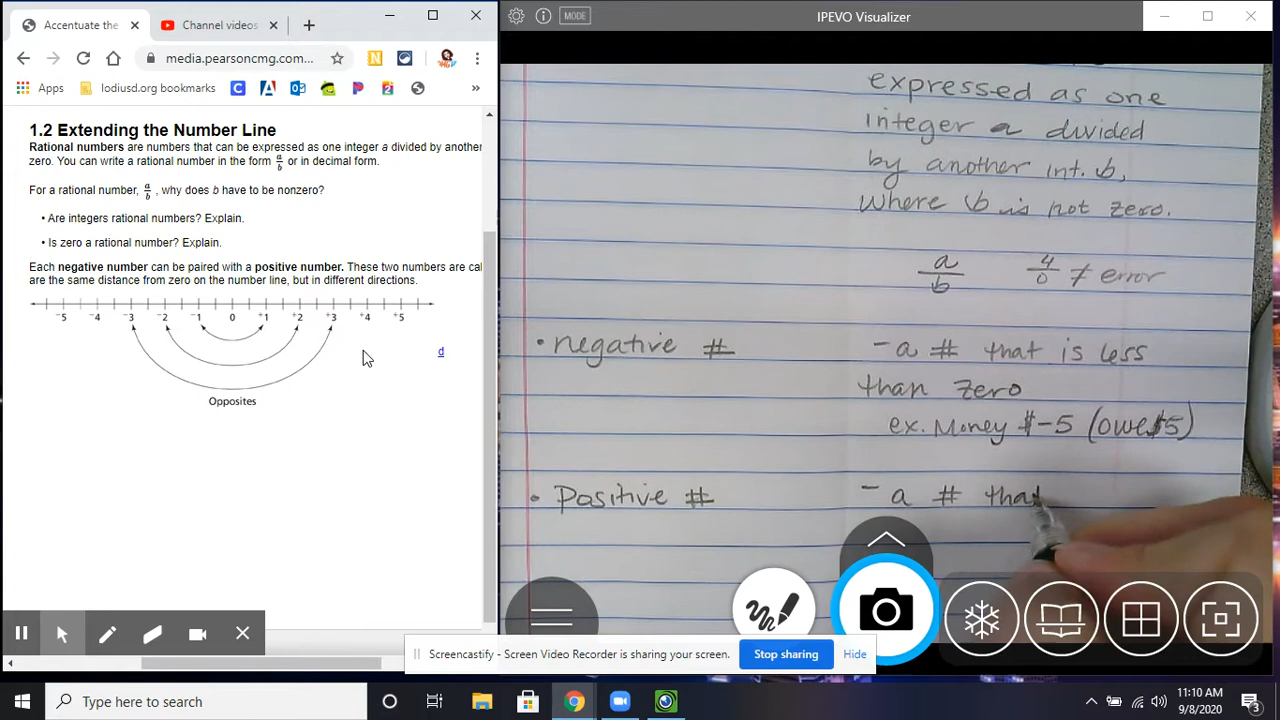 Accentuate the
Channel videos
media.pearsoncmg.com...
Apps
lodiusd.org bookmarks
»
1.2 Extending the Number Line
Rational numbers are numbers that can be expressed as one integer a divided by another
zero. You can write a rational number in the form a/b or in decimal form.
For a rational number, a/b , why does b have to be nonzero?
• Are integers rational numbers? Explain.
• Is zero a rational number? Explain.
Each negative number can be paired with a positive number. These two numbers are cal
are the same distance from zero on the number line, but in different directions.
-5 -4 -3 -2 -1 0 +1 +2 +3 +4 +5
d
Opposites
MODE
IPEVO Visualizer
expressed as one
integer a divided
by another int. b,
where b is not zero.
a/b 4/0 ≠ error
• negative # - a # that is less
than zero
ex. Money $-5 (owe $5)
• Positive # - a # that
Screencastify - Screen Video Recorder is sharing your screen.
Stop sharing
Hide
Type here to search
11:10 AM
9/8/2020
3